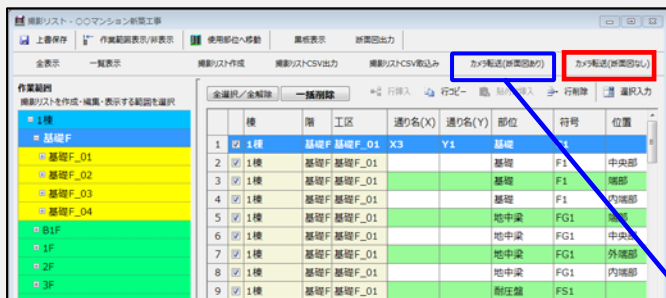 撮影リスト - ○○マンション新築工事
上書保存 作業範囲表示/非表示 使用部位へ移動 黒板表示 断面図出力
全表示 一覧表示 撮影リスト作成 撮影リストCSV出力 撮影リストCSV取込み カメラ転送(断面図あり) カメラ転送(断面図なし)
作業範囲
撮影リストを作成・編集・表示する範囲を選択
全選択/全解除 一括削除 行挿入 行コピー 行削除 選択入力
1棟
基礎F
基礎F_01
基礎F_02
基礎F_03
基礎F_04
B1F
1F
2F
3F
棟 階 工区 通り名(X) 通り名(Y) 部位 符号 位置
1 1棟 基礎F 基礎F_01 X3 Y1 基礎
2 1棟 基礎F 基礎F_01 基礎 F1 中央部
3 1棟 基礎F 基礎F_01 基礎 F1 端部
4 1棟 基礎F 基礎F_01 基礎 F1 内端部
5 1棟 基礎F 基礎F_01 地中梁 FG1 端部
6 1棟 基礎F 基礎F_01 地中梁 FG1 中央部
7 1棟 基礎F 基礎F_01 地中梁 FG1 外端部
8 1棟 基礎F 基礎F_01 地中梁 FG1 内端部
9 1棟 基礎F 基礎F_01 耐圧盤 FS1